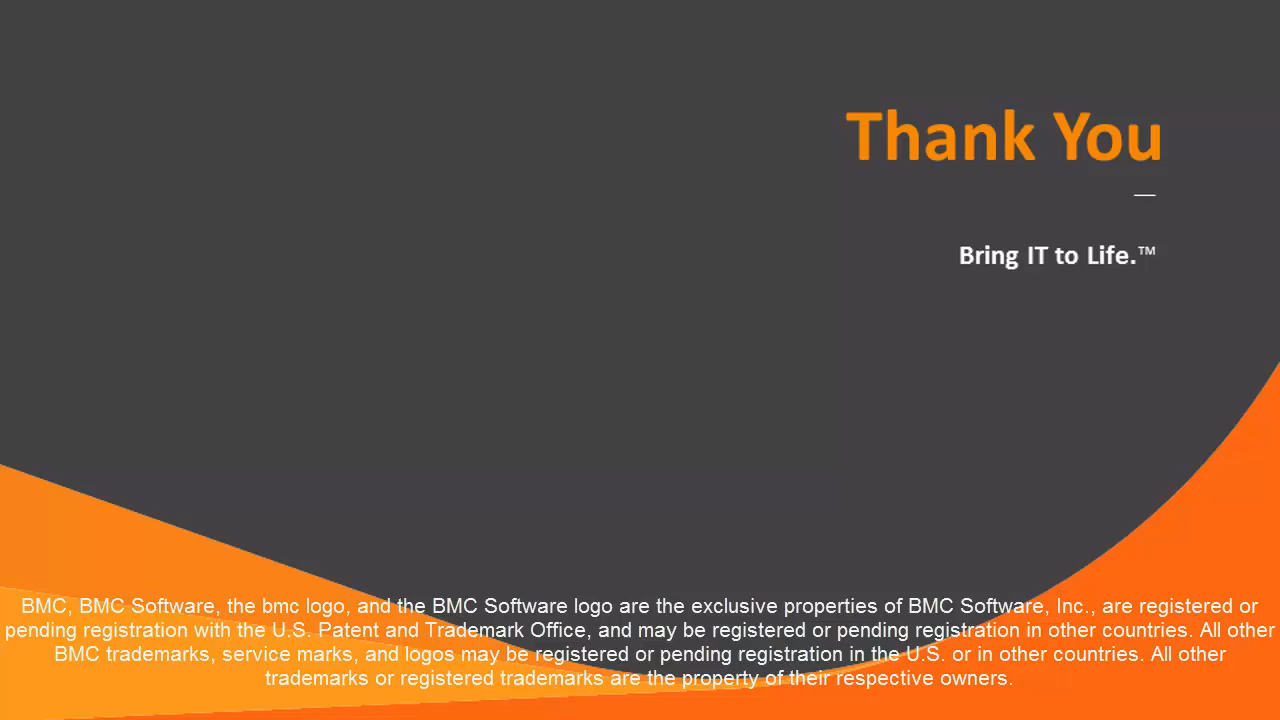 Thank You
Bring IT to Life.™
BMC, BMC Software, the bmc logo, and the BMC Software logo are the exclusive properties of BMC Software, Inc., are registered or
pending registration with the U.S. Patent and Trademark Office, and may be registered or pending registration in other countries. All other
BMC trademarks, service marks, and logos may be registered or pending registration in the U.S. or in other countries. All other
trademarks or registered trademarks are the property of their respective owners.